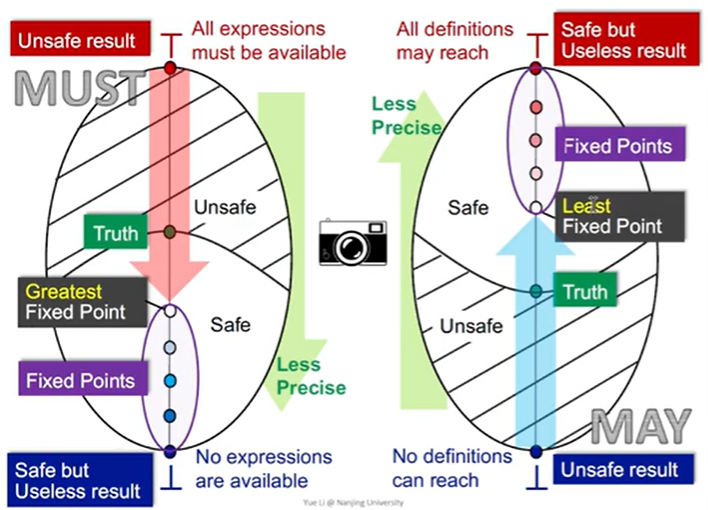 Unsafe result
⊤
All expressions
must be available
MUST
Unsafe
Truth
Greatest
Fixed Point
Safe
Fixed Points
Less
Precise
Safe but
Useless result
⊥
No expressions
are available
All definitions
may reach
⊤
Safe but
Useless result
Less
Precise
Fixed Points
Safe
Least
Fixed Point
Truth
Unsafe
MAY
No definitions
can reach
⊥
Unsafe result
Yue Li @ Nanjing University